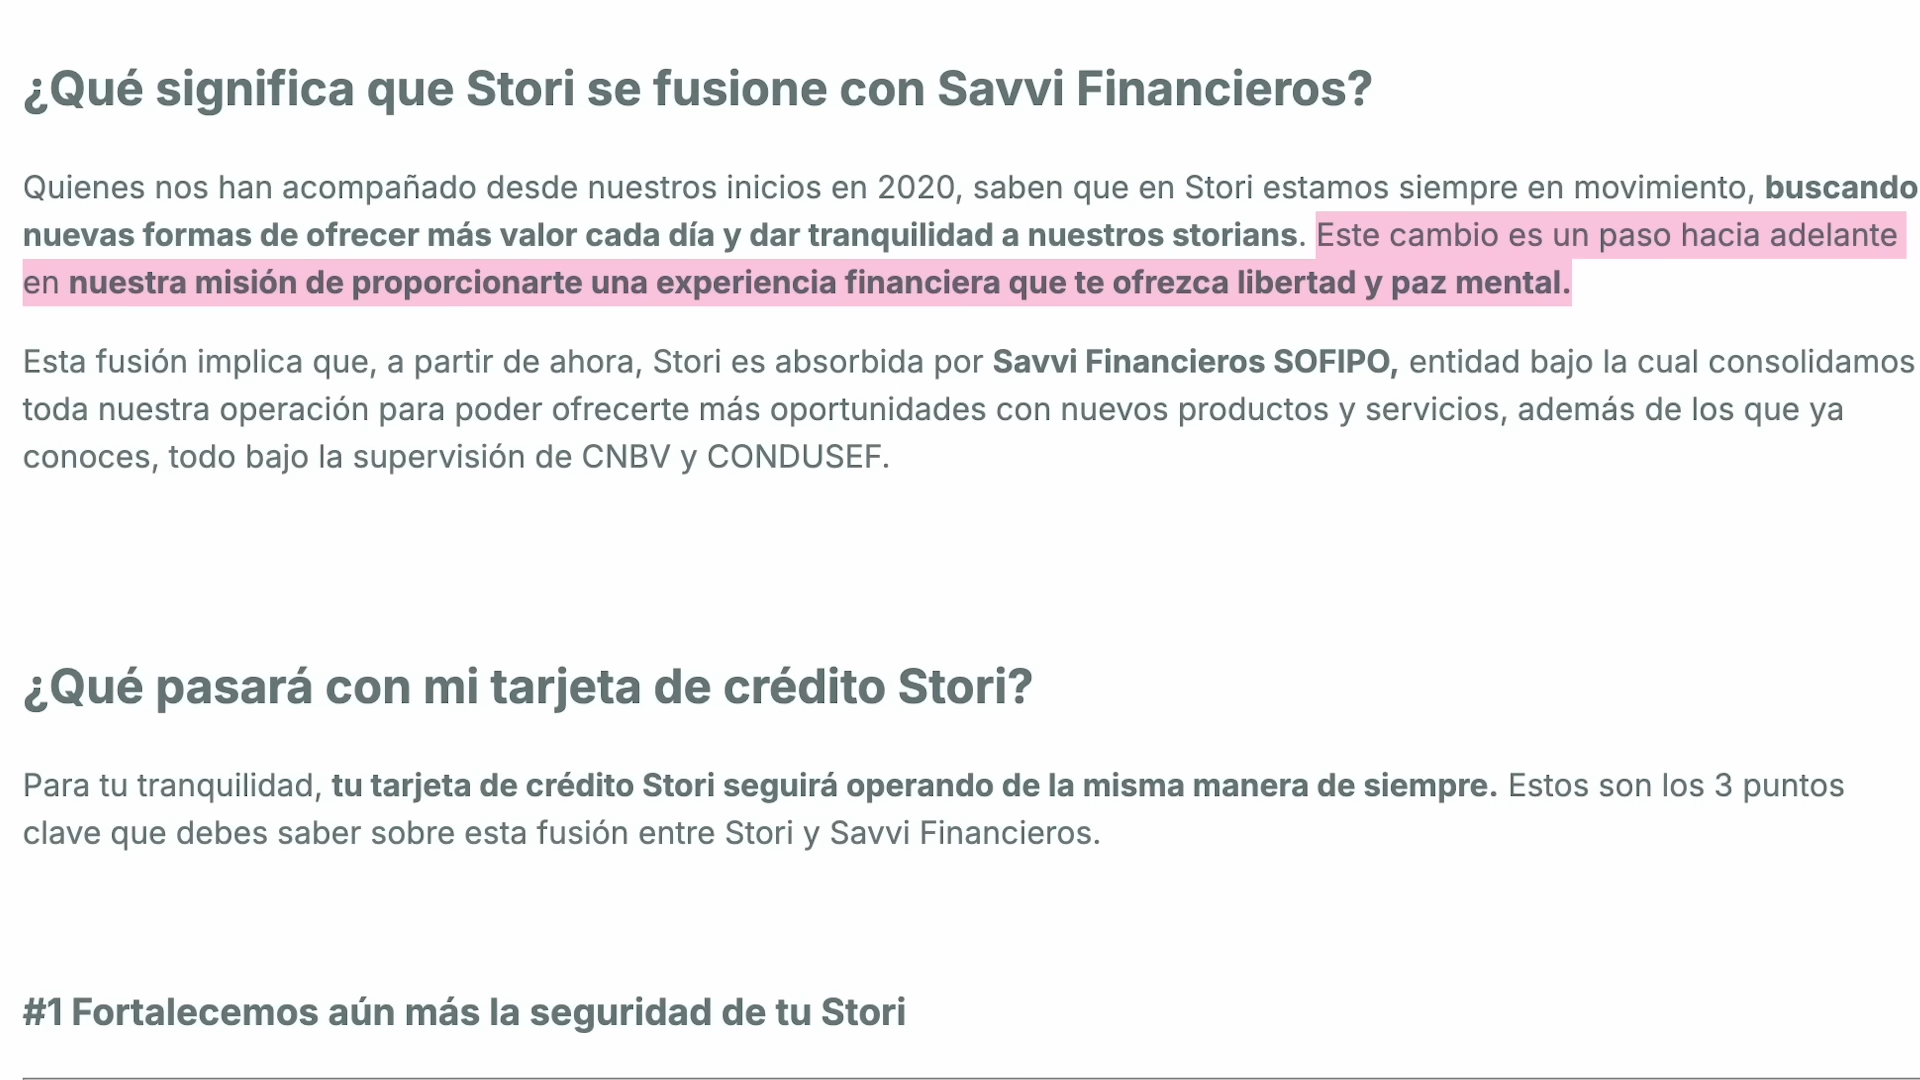 ¿Qué significa que Stori se fusione con Savvi Financieros?
Quienes nos han acompañado desde nuestros inicios en 2020, saben que en Stori estamos siempre en movimiento, buscando
nuevas formas de ofrecer más valor cada día y dar tranquilidad a nuestros storians. Este cambio es un paso hacia adelante
en nuestra misión de proporcionarte una experiencia financiera que te ofrezca libertad y paz mental.
Esta fusión implica que, a partir de ahora, Stori es absorbida por Savvi Financieros SOFIPO, entidad bajo la cual consolidamos
toda nuestra operación para poder ofrecerte más oportunidades con nuevos productos y servicios, además de los que ya
conoces, todo bajo la supervisión de CNBV y CONDUSEF.
¿Qué pasará con mi tarjeta de crédito Stori?
Para tu tranquilidad, tu tarjeta de crédito Stori seguirá operando de la misma manera de siempre. Estos son los 3 puntos
clave que debes saber sobre esta fusión entre Stori y Savvi Financieros.
#1 Fortalecemos aún más la seguridad de tu Stori